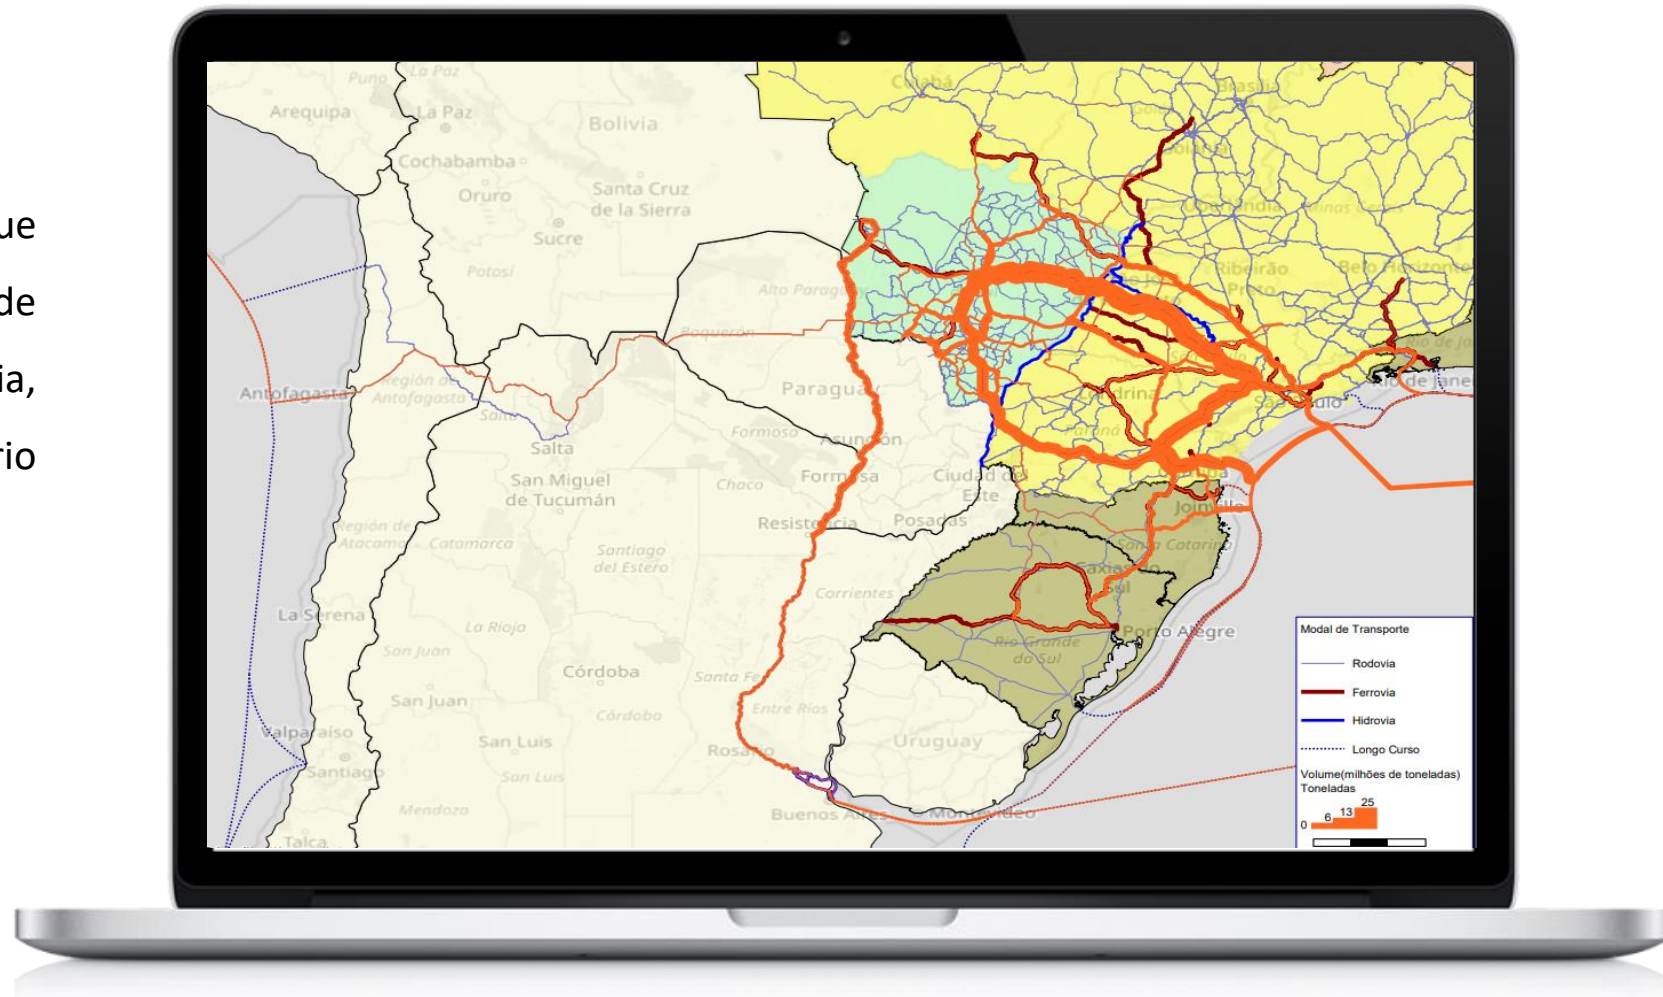 ue
de
ia,
rio
Puno
La Paz
Arequipa
La Paz
Bolivia
Cochabamba
Oruro
Santa Cruz
de la Sierra
Sucre
Potosí
Alto Paraguay
Boquerón
Cuiabá
Brasília
Goiânia
Uberlândia
Minas Gerais
Ribeirão
Preto
Belo Horizonte
Antofagasta
Región de
Antofagasta
Salta
Salta
Paraguay
Londrina
São Paulo
Rio de Janei
Paraná
Formosa
Asunción
San Miguel
de Tucumán
Chaco
Formosa
Ciudad del
Este
Curitiba
Joinville
Región de
Atacama
Catamarca
Resistencia
Posadas
Santiago
del Estero
Santa Catarina
Corrientes
Caxias do
Sul
La Serena
La Rioja
Porto Alegre
Rio Grande
do Sul
San Juan
Córdoba
Santa Fe
San Juan
Córdoba
Entre Ríos
Valparaíso
San Luis
Rosario
Uruguay
Santiago
San Luis
Mendoza
Buenos Aires
Montevideo
Talca
Modal de Transporte
Rodovia
Ferrovia
Hidrovia
Longo Curso
Volume(milhões de toneladas)
Toneladas
0 6 13 25